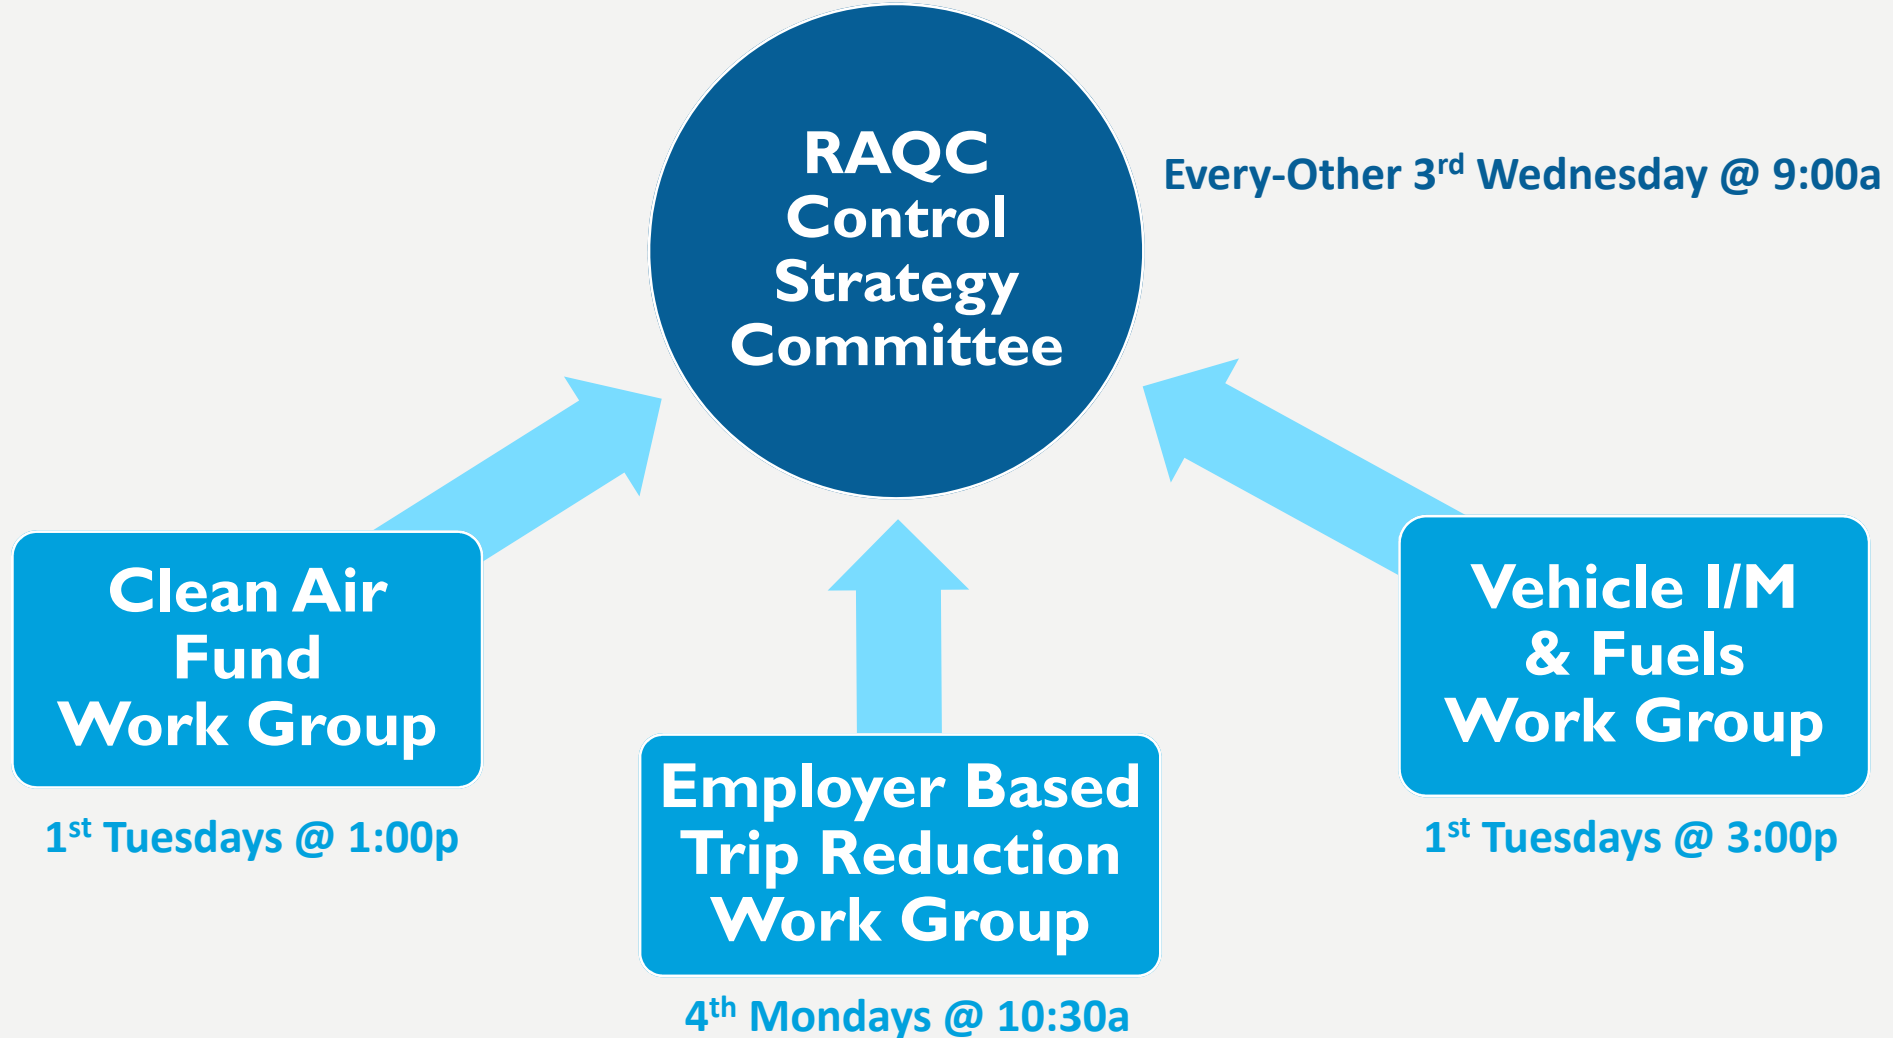 RAQC
Control
Strategy
Committee
Every-Other 3rd Wednesday @ 9:00a
Clean Air
Fund
Work Group
1st Tuesdays @ 1:00p
Employer Based
Trip Reduction
Work Group
4th Mondays @ 10:30a
Vehicle I/M
& Fuels
Work Group
1st Tuesdays @ 3:00p